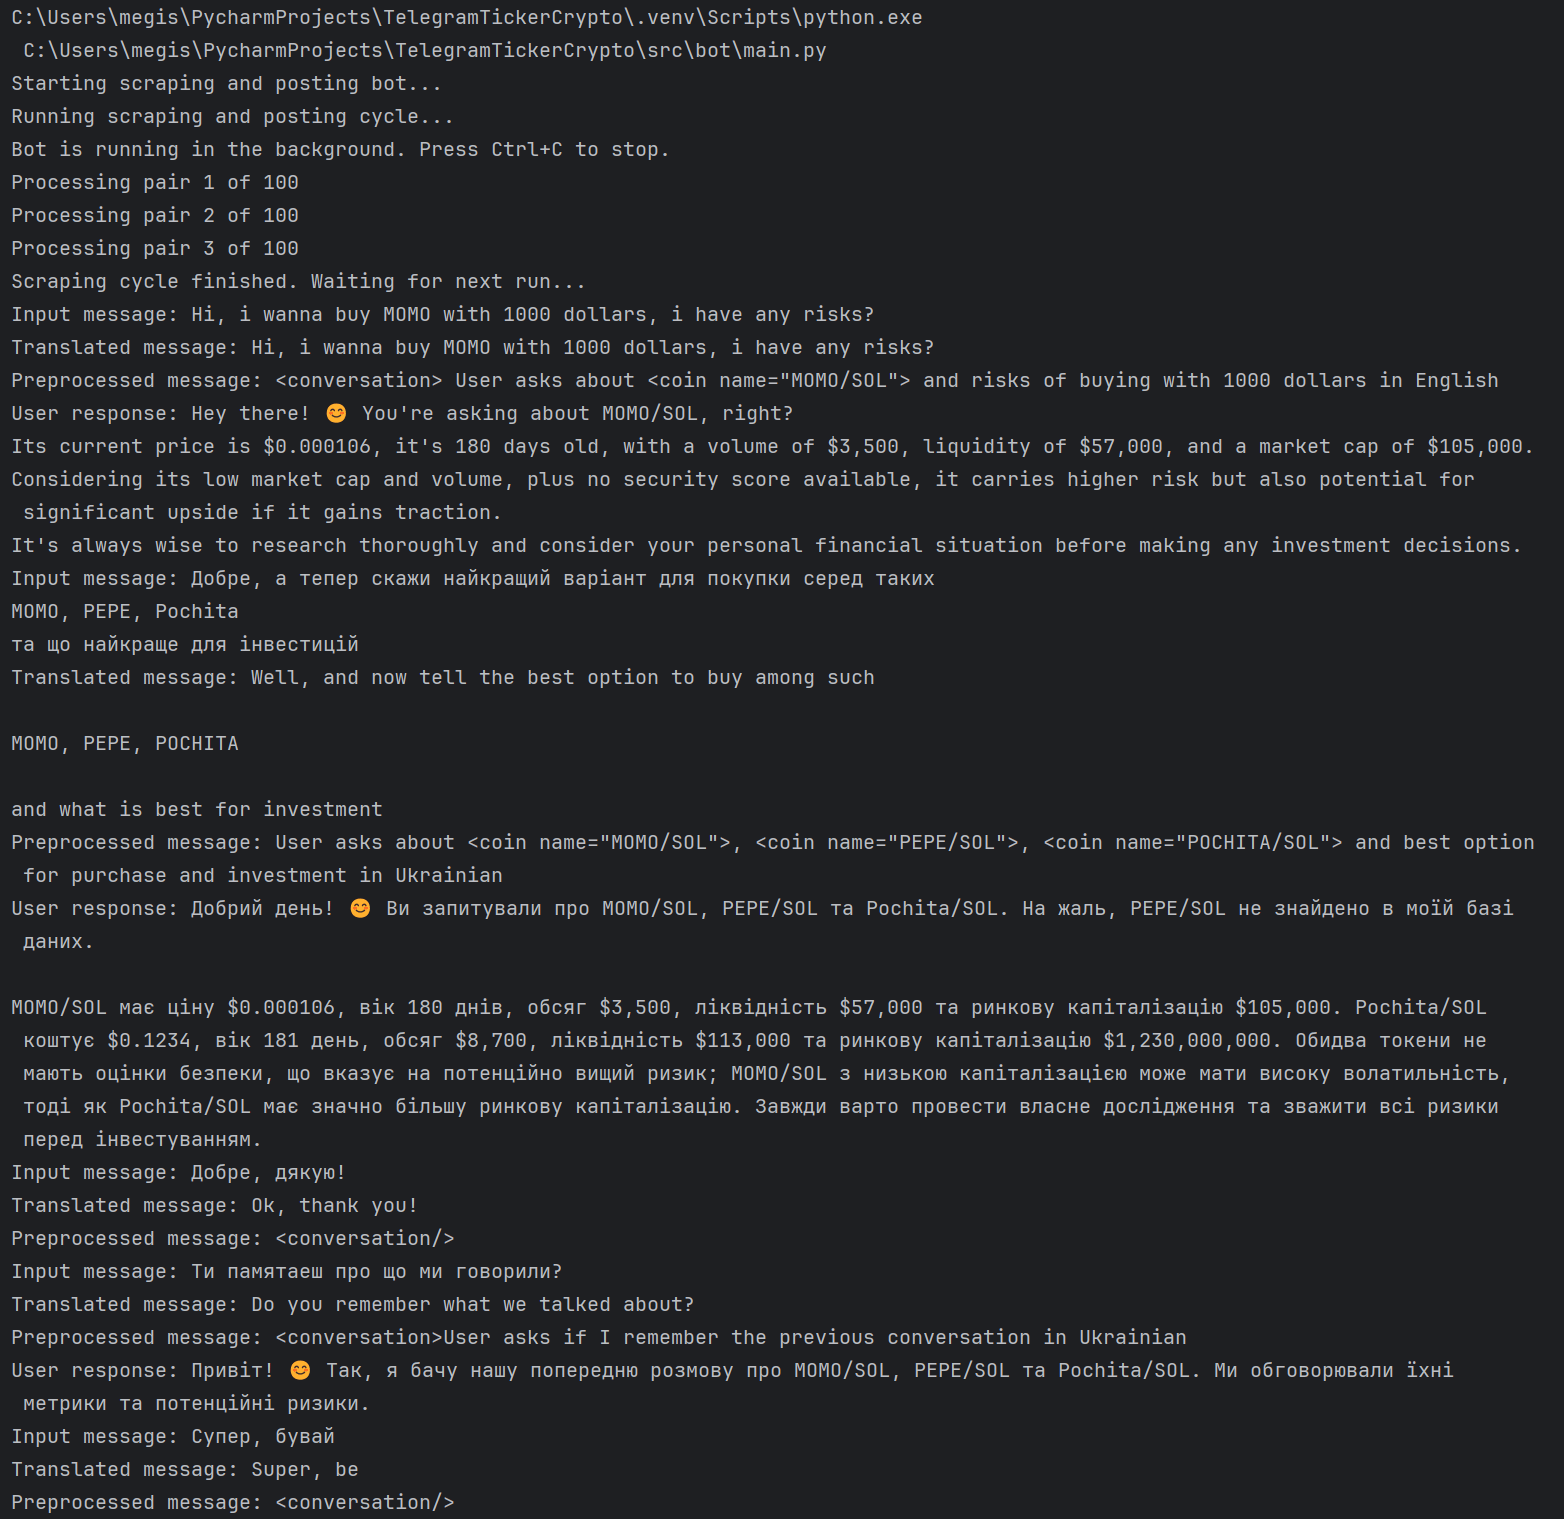 C:\Users\megis\PycharmProjects\TelegramTickerCrypto\.venv\Scripts\python.exe
C:\Users\megis\PycharmProjects\TelegramTickerCrypto\src\bot\main.py
Starting scraping and posting bot...
Running scraping and posting cycle...
Bot is running in the background. Press Ctrl+C to stop.
Processing pair 1 of 100
Processing pair 2 of 100
Processing pair 3 of 100
Scraping cycle finished. Waiting for next run...
Input message: Hi, i wanna buy MOMO with 1000 dollars, i have any risks?
Translated message: Hi, i wanna buy MOMO with 1000 dollars, i have any risks?
Preprocessed message: <conversation> User asks about <coin name="MOMO/SOL"> and risks of buying with 1000 dollars in English
User response: Hey there! 😊 You're asking about MOMO/SOL, right?
Its current price is $0.000106, it's 180 days old, with a volume of $3,500, liquidity of $57,000, and a market cap of $105,000.
Considering its low market cap and volume, plus no security score available, it carries higher risk but also potential for
significant upside if it gains traction.
It's always wise to research thoroughly and consider your personal financial situation before making any investment decisions.
Input message: Добре, а тепер скажи найкращий варіант для покупки серед таких
MOMO, PEPE, Pochita
та що найкраще для інвестицій
Translated message: Well, and now tell the best option to buy among such
MOMO, PEPE, POCHITA
and what is best for investment
Preprocessed message: User asks about <coin name="MOMO/SOL">, <coin name="PEPE/SOL">, <coin name="POCHITA/SOL"> and best option
for purchase and investment in Ukrainian
User response: Добрий день! 😊 Ви запитували про MOMO/SOL, PEPE/SOL та Pochita/SOL. На жаль, PEPE/SOL не знайдено в моїй базі
даних.
MOMO/SOL має ціну $0.000106, вік 180 днів, обсяг $3,500, ліквідність $57,000 та ринкову капіталізацію $105,000. Pochita/SOL
коштує $0.1234, вік 181 день, обсяг $8,700, ліквідність $113,000 та ринкову капіталізацію $1,230,000,000. Обидва токени не
мають оцінки безпеки, що вказує на потенційно вищий ризик; MOMO/SOL з низькою капіталізацією може мати високу волатильність,
тоді як Pochita/SOL має значно більшу ринкову капіталізацію. Завжди варто провести власне дослідження та зважити всі ризики
перед інвестуванням.
Input message: Добре, дякую!
Translated message: Ok, thank you!
Preprocessed message: <conversation/>
Input message: Ти памятаеш про що ми говорили?
Translated message: Do you remember what we talked about?
Preprocessed message: <conversation>User asks if I remember the previous conversation in Ukrainian
User response: Привіт! 😊 Так, я бачу нашу попередню розмову про MOMO/SOL, PEPE/SOL та Pochita/SOL. Ми обговорювали їхні
метрики та потенційні ризики.
Input message: Супер, бувай
Translated message: Super, be
Preprocessed message: <conversation/>